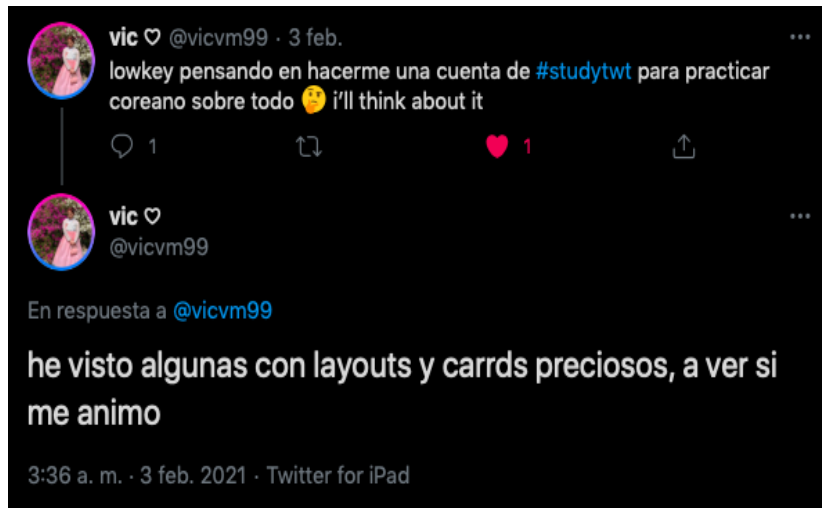 vic ♡ @vicvm99 · 3 feb.
lowkey pensando en hacerme una cuenta de #studytwt para practicar
coreano sobre todo 🤔 i’ll think about it
1 1
vic ♡
@vicvm99
En respuesta a @vicvm99
he visto algunas con layouts y carrds preciosos, a ver si
me animo
3:36 a. m. · 3 feb. 2021 · Twitter for iPad